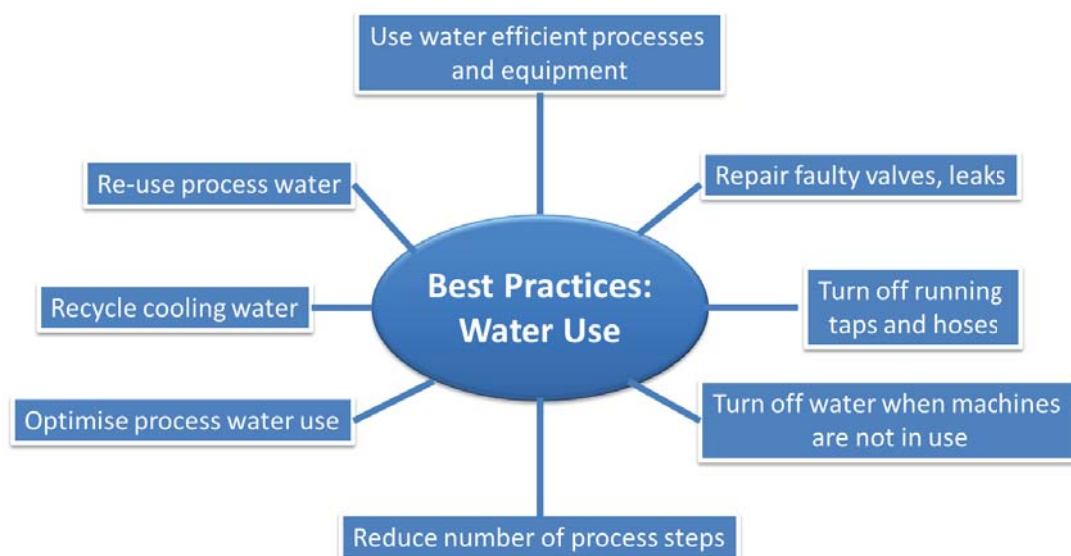 Use water efficient processes
and equipment
Re-use process water
Repair faulty valves, leaks
Best Practices:
Water Use
Recycle cooling water
Turn off running
taps and hoses
Optimise process water use
Turn off water when machines
are not in use
Reduce number of process steps